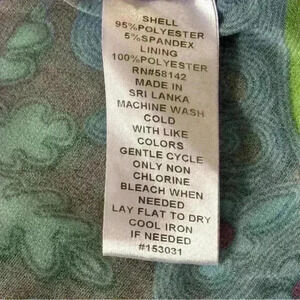 SHELL
95%POLYESTER
5%SPANDEX
LINING
100%POLYESTER
RN#58142
MADE IN
SRI LANKA
MACHINE WASH
COLD
WITH LIKE
COLORS
GENTLE CYCLE
ONLY NON
CHLORINE
BLEACH WHEN
NEEDED
LAY FLAT TO DRY
COOL IRON
IF NEEDED
#153031